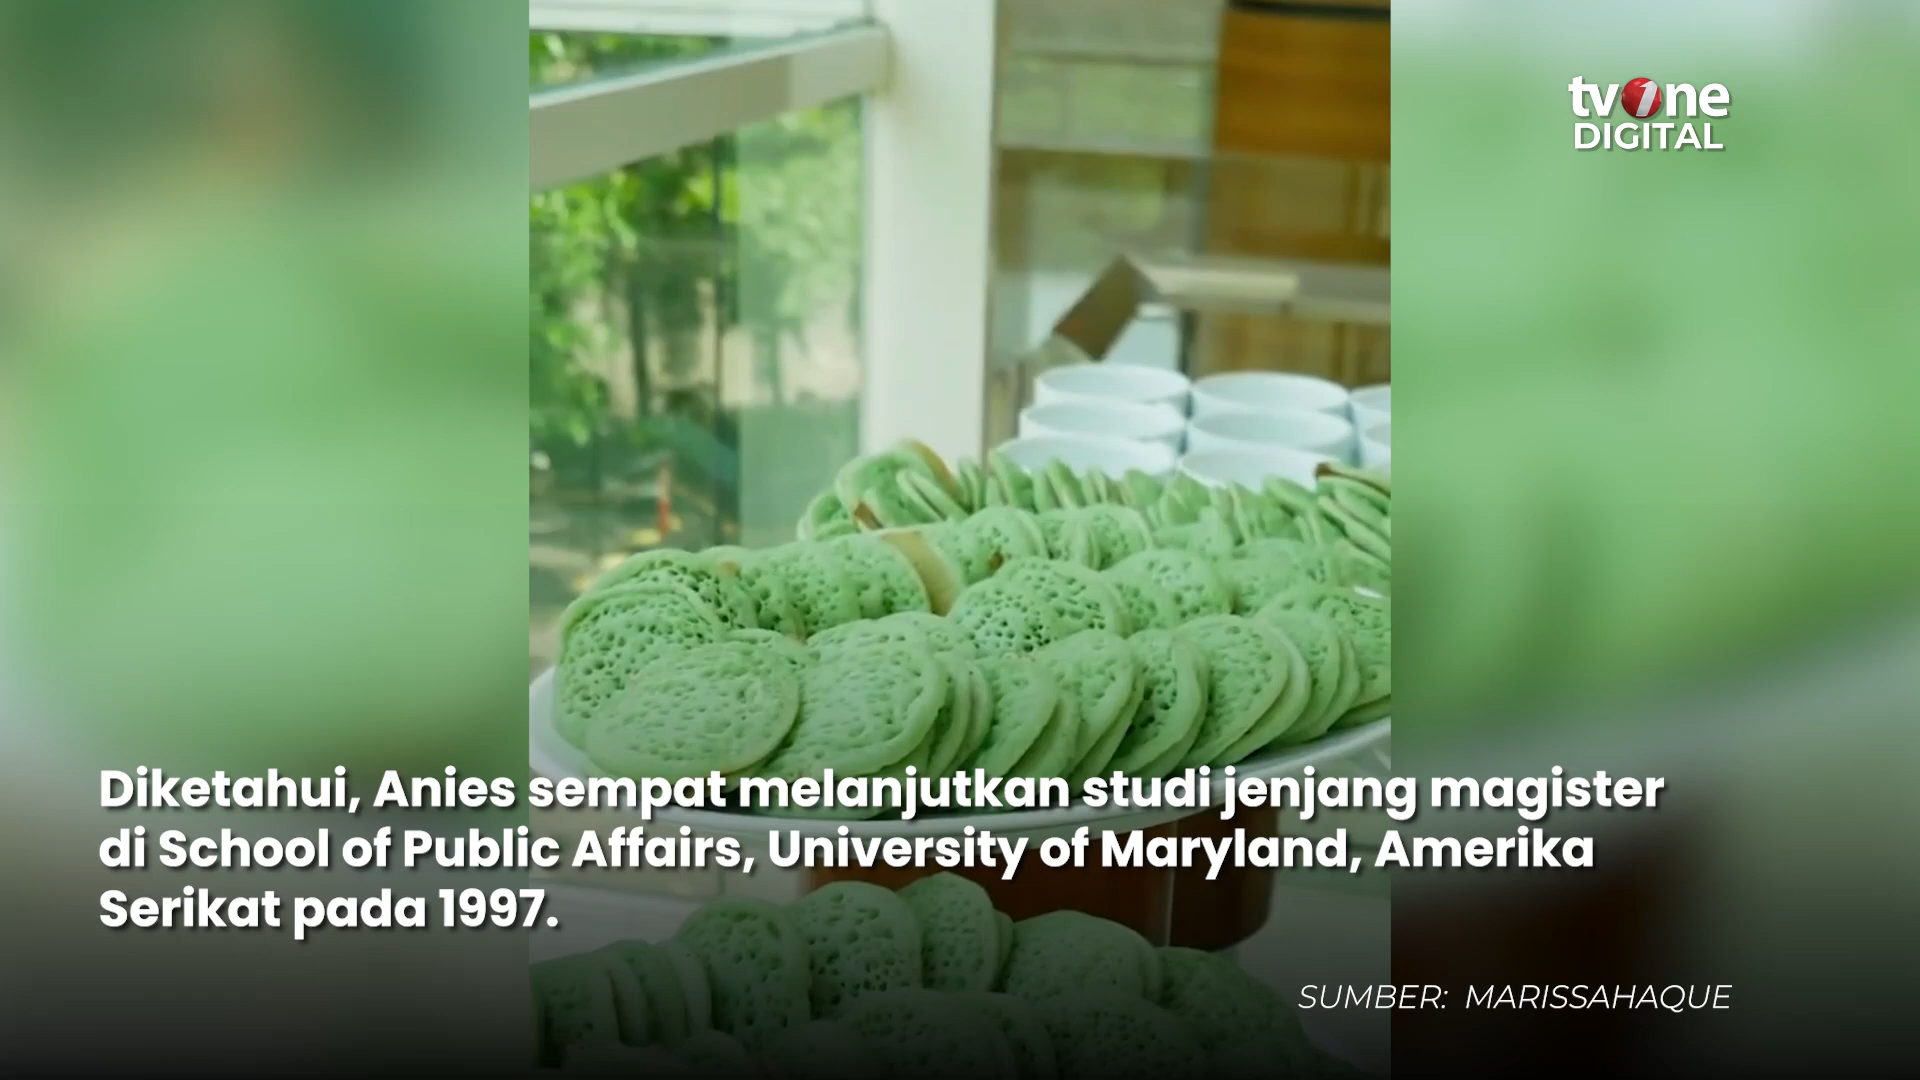 tvOne
DIGITAL
Diketahui, Anies sempat melanjutkan studi jenjang magister
di School of Public Affairs, University of Maryland, Amerika
Serikat pada 1997.
SUMBER: MARISSAHAQUE